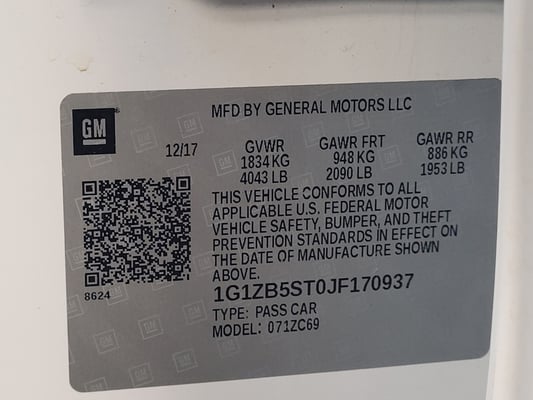 GM
MFD BY GENERAL MOTORS LLC
12/17
GVWR GAWR FRT GAWR RR
1834 KG 948 KG 886 KG
4043 LB 2090 LB 1953 LB
THIS VEHICLE CONFORMS TO ALL
APPLICABLE U.S. FEDERAL MOTOR
VEHICLE SAFETY, BUMPER, AND THEFT
PREVENTION STANDARDS IN EFFECT ON
THE DATE OF MANUFACTURE SHOWN
ABOVE.
8624
1G1ZB5ST0JF170937
TYPE: PASS CAR
MODEL: 071ZC69